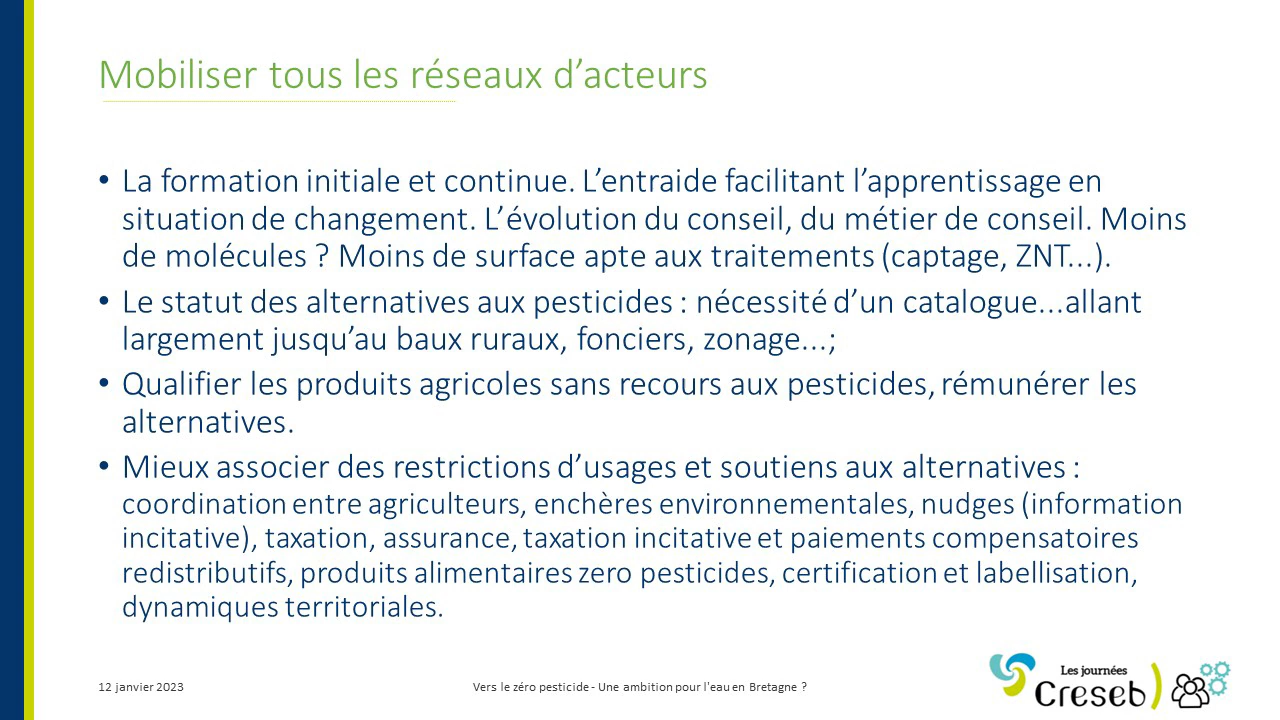 Mobiliser tous les réseaux d’acteurs
• La formation initiale et continue. L’entraide facilitant l’apprentissage en
situation de changement. L’évolution du conseil, du métier de conseil. Moins
de molécules ? Moins de surface apte aux traitements (captage, ZNT...).
• Le statut des alternatives aux pesticides : nécessité d’un catalogue...allant
largement jusqu’au baux ruraux, fonciers, zonage...;
• Qualifier les produits agricoles sans recours aux pesticides, rémunérer les
alternatives.
• Mieux associer des restrictions d’usages et soutiens aux alternatives :
coordination entre agriculteurs, enchères environnementales, nudges (information
incitative), taxation, assurance, taxation incitative et paiements compensatoires
redistributifs, produits alimentaires zero pesticides, certification et labellisation,
dynamiques territoriales.
12 janvier 2023
Vers le zéro pesticide - Une ambition pour l'eau en Bretagne ?
Les journées
Creseb